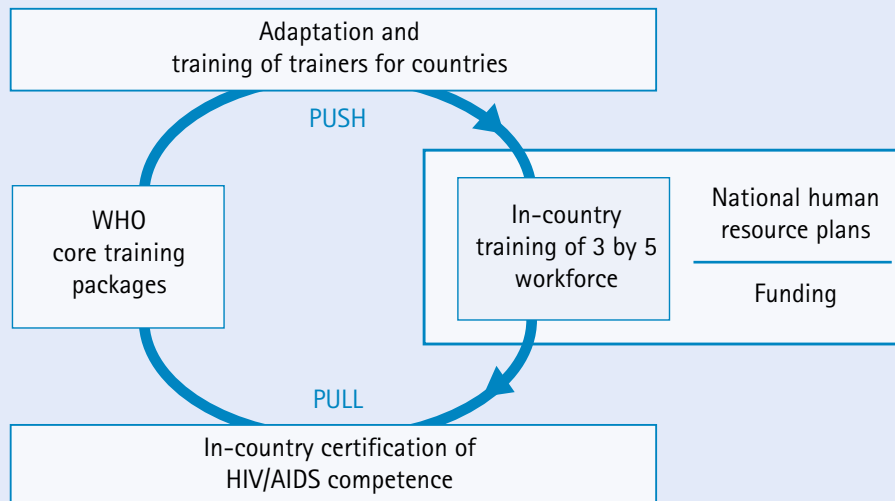 Adaptation and
training of trainers for countries
PUSH
WHO
core training
packages
In-country
training of 3 by 5
workforce
National human
resource plans
Funding
PULL
In-country certification of
HIV/AIDS competence